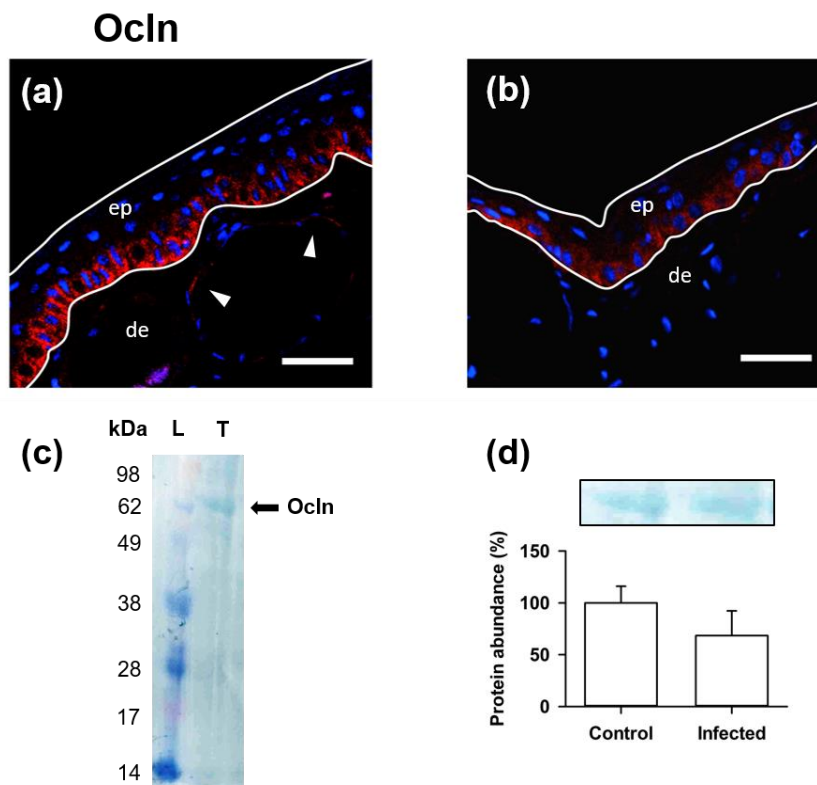 Ocln
(a)
ep
de
(b)
ep
de
(c)
kDa L T
98
62
49
38
28
17
14
Ocln
(d)
Protein abundance (%)
150
100
50
0
Control Infected